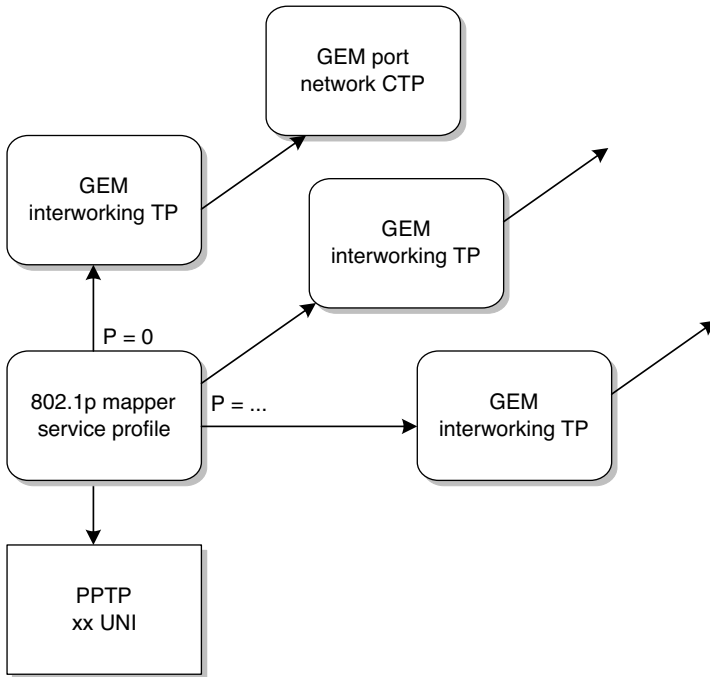 GEM port
network CTP
GEM
interworking TP
GEM
interworking TP
P = 0
802.1p mapper
service profile
P = ...
GEM
interworking TP
PPTP
xx UNI